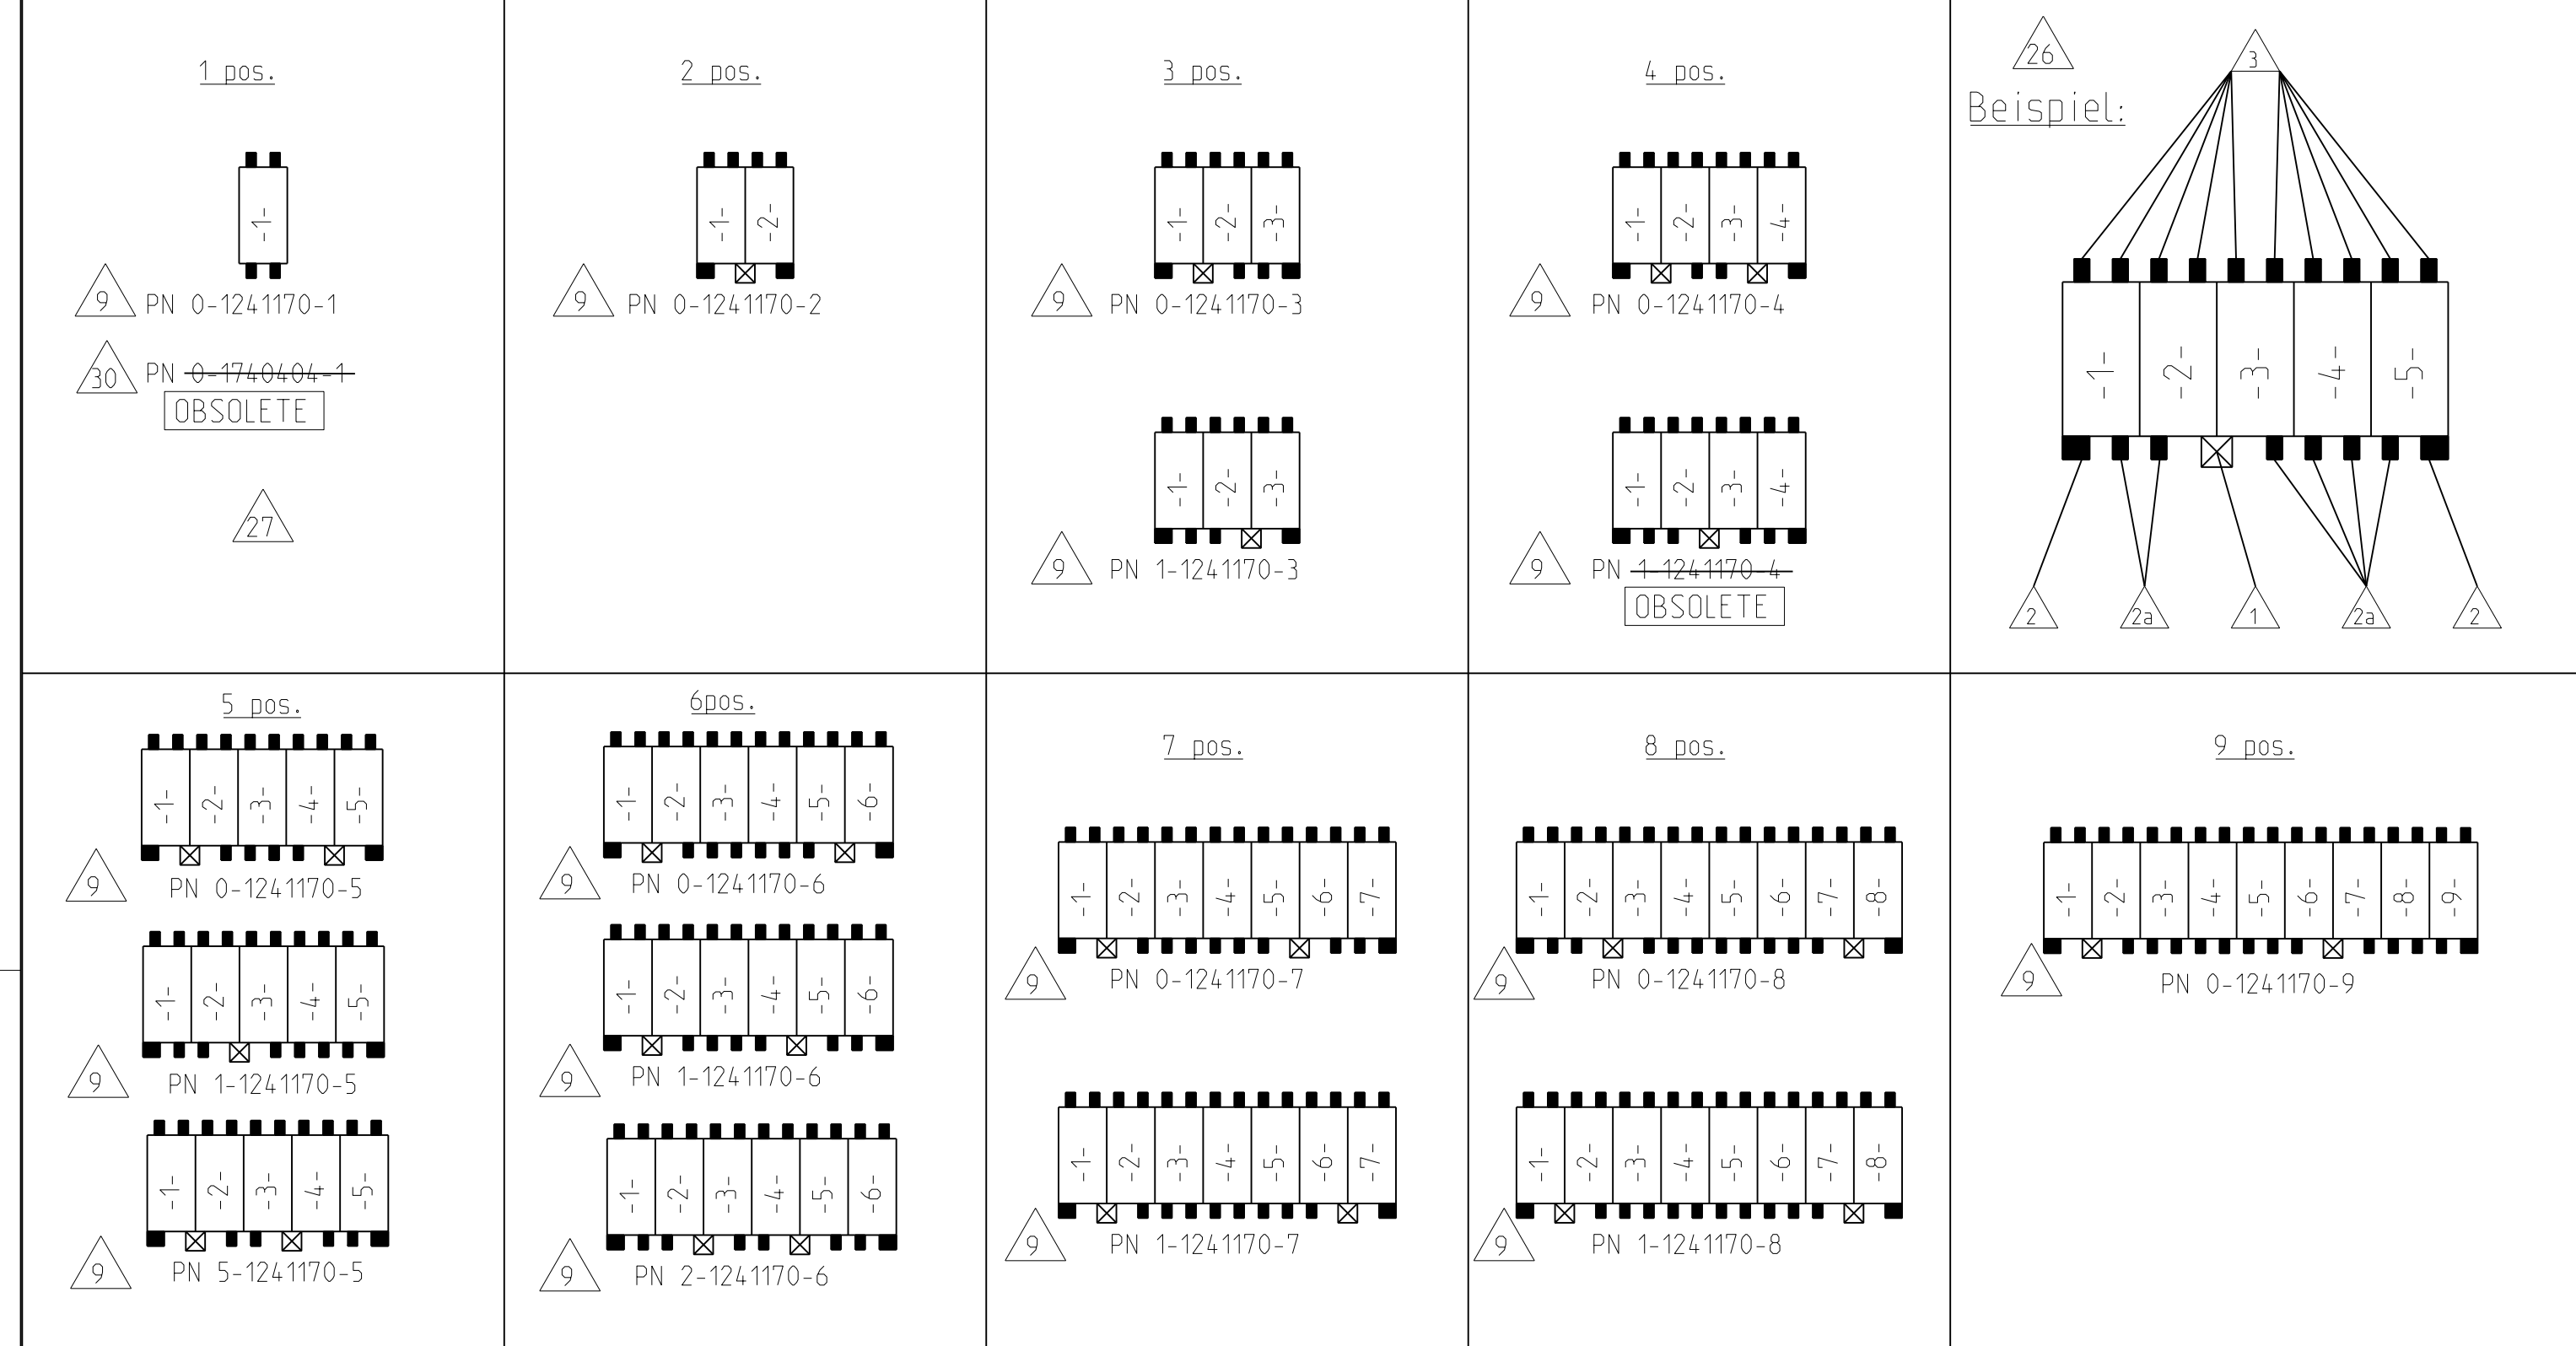 1 pos.
-1-
9 PN 0-1241170-1
30 PN 0-1740404-1
OBSOLETE
27
2 pos.
-1- -2-
9 PN 0-1241170-2
3 pos.
-1- -2- -3-
9 PN 0-1241170-3
-1- -2- -3-
9 PN 1-1241170-3
4 pos.
-1- -2- -3- -4-
9 PN 0-1241170-4
-1- -2- -3- -4-
9 PN 1-1241170-4
OBSOLETE
26
3
Beispiel:
-1- -2- -3- -4- -5-
2 2a 1 2a 2
5 pos.
-1- -2- -3- -4- -5-
9 PN 0-1241170-5
-1- -2- -3- -4- -5-
9 PN 1-1241170-5
-1- -2- -3- -4- -5-
9 PN 5-1241170-5
6pos.
-1- -2- -3- -4- -5- -6-
9 PN 0-1241170-6
-1- -2- -3- -4- -5- -6-
9 PN 1-1241170-6
-1- -2- -3- -4- -5- -6-
9 PN 2-1241170-6
7 pos.
-1- -2- -3- -4- -5- -6- -7-
9 PN 0-1241170-7
-1- -2- -3- -4- -5- -6- -7-
9 PN 1-1241170-7
8 pos.
-1- -2- -3- -4- -5- -6- -7- -8-
9 PN 0-1241170-8
-1- -2- -3- -4- -5- -6- -7- -8-
9 PN 1-1241170-8
9 pos.
-1- -2- -3- -4- -5- -6- -7- -8- -9-
9 PN 0-1241170-9